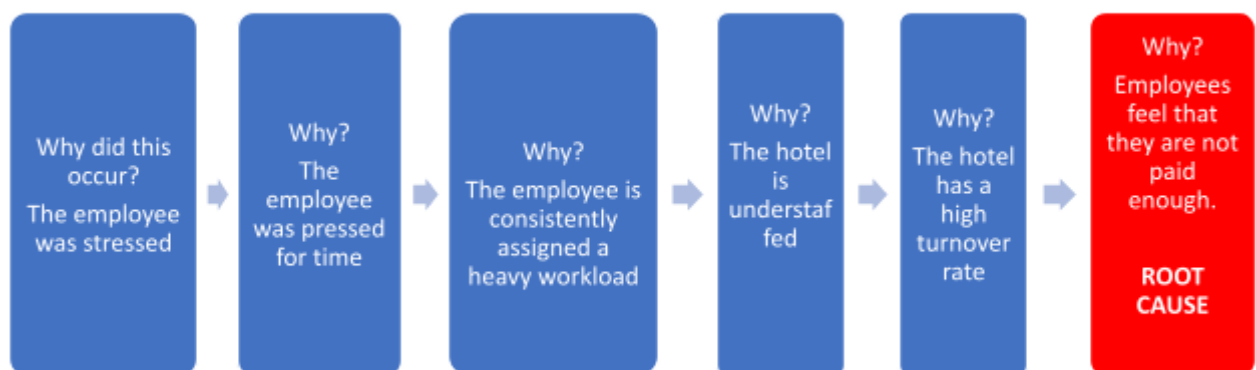 Why did this
occur?
The employee
was stressed
Why?
The
employee
was pressed
for time
Why?
The employee is
consistently
assigned a
heavy workload
Why?
The hotel
is
understaf
fed
Why?
The hotel
has a
high
turnover
rate
Why?
Employees
feel that
they are not
paid
enough.
ROOT
CAUSE